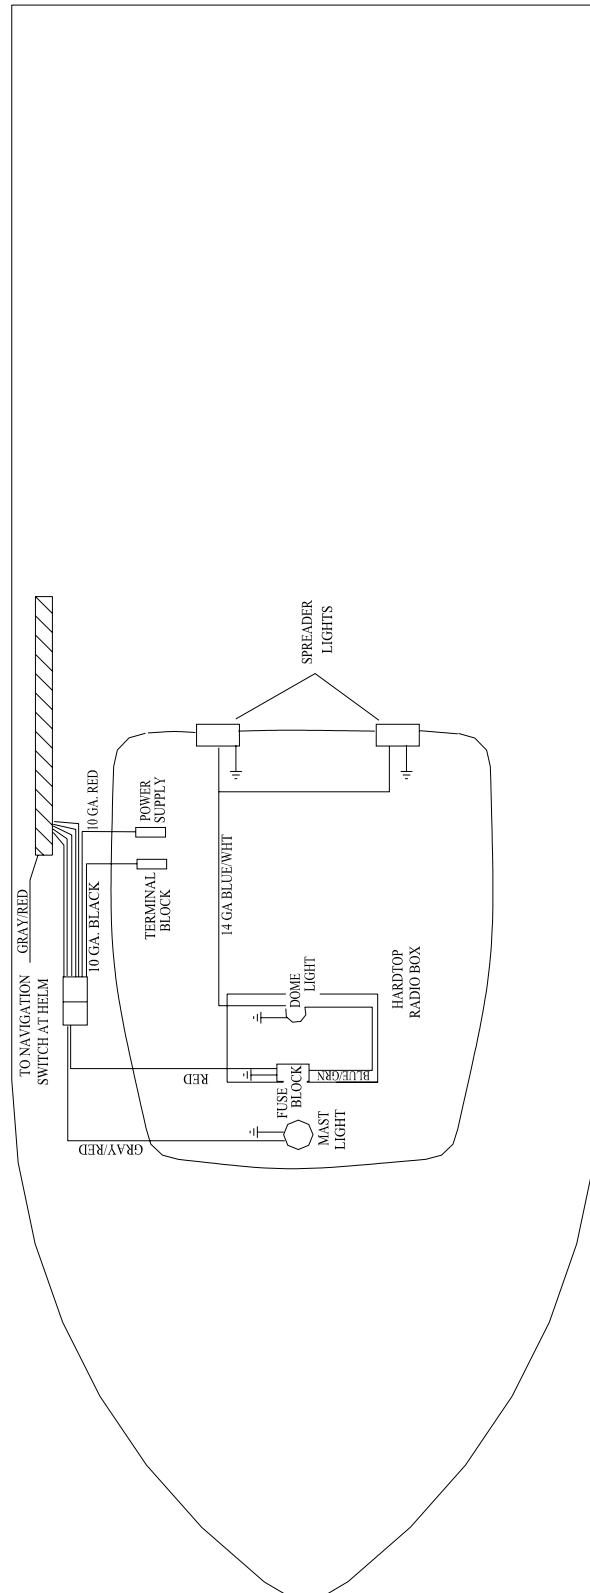 SPREADER
LIGHTS
10 GA. RED
POWER
SUPPLY
GRAY/RED
10 GA. BLACK
TERMINAL
BLOCK
14 GA BLUE/WHT
TO NAVIGATION
SWITCH AT HELM
DOME
LIGHT
HARDTOP
RADIO BOX
RED
FUSE
BLOCK
BLUE/GRN
GRAY/RED
MAST
LIGHT